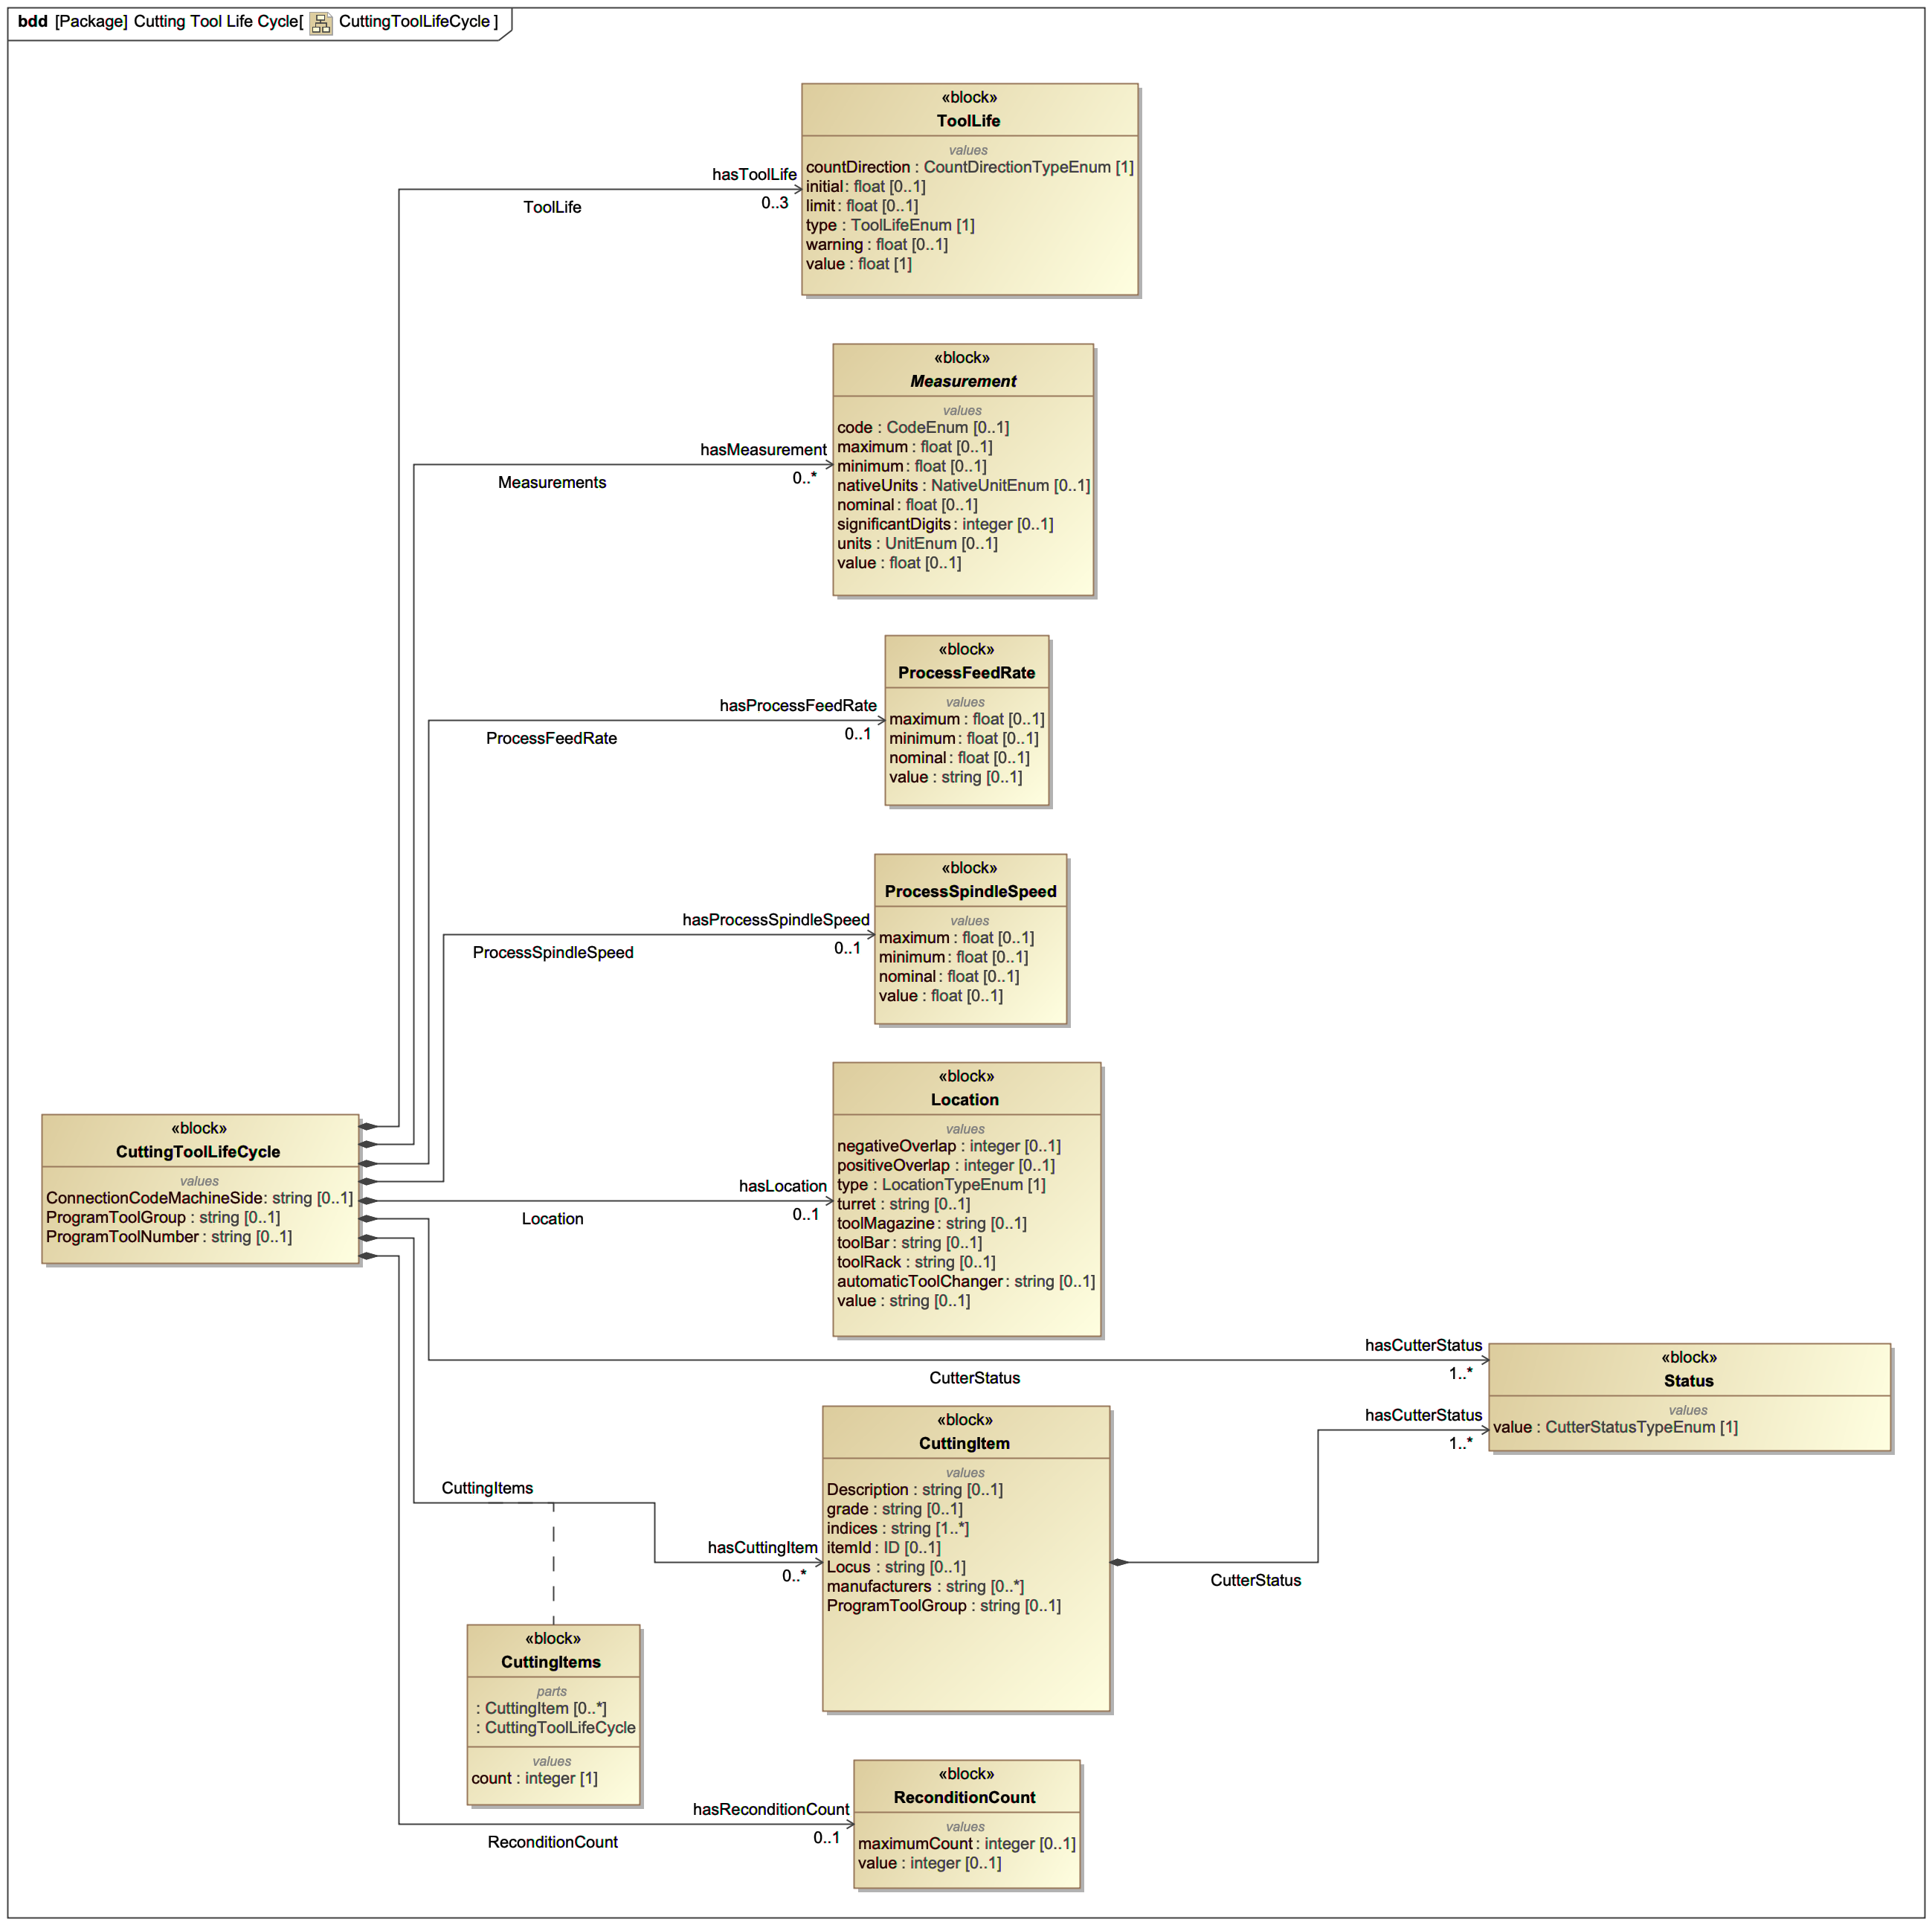 bdd [Package] Cutting Tool Life Cycle[ CuttingToolLifeCycle ]
«block»
ToolLife
values
countDirection : CountDirectionTypeEnum [1]
initial : float [0..1]
limit : float [0..1]
type : ToolLifeEnum [1]
warning : float [0..1]
value : float [1]
hasToolLife
0..3
ToolLife
«block»
Measurement
values
code : CodeEnum [0..1]
maximum : float [0..1]
minimum : float [0..1]
nativeUnits : NativeUnitEnum [0..1]
nominal : float [0..1]
significantDigits : integer [0..1]
units : UnitEnum [0..1]
value : float [0..1]
hasMeasurement
0..*
Measurements
«block»
ProcessFeedRate
values
maximum : float [0..1]
minimum : float [0..1]
nominal : float [0..1]
value : string [0..1]
hasProcessFeedRate
0..1
ProcessFeedRate
«block»
ProcessSpindleSpeed
values
maximum : float [0..1]
minimum : float [0..1]
nominal : float [0..1]
value : float [0..1]
hasProcessSpindleSpeed
0..1
ProcessSpindleSpeed
«block»
CuttingToolLifeCycle
values
ConnectionCodeMachineSide : string [0..1]
ProgramToolGroup : string [0..1]
ProgramToolNumber : string [0..1]
«block»
Location
values
negativeOverlap : integer [0..1]
positiveOverlap : integer [0..1]
type : LocationTypeEnum [1]
turret : string [0..1]
toolMagazine : string [0..1]
toolBar : string [0..1]
toolRack : string [0..1]
automaticToolChanger : string [0..1]
value : string [0..1]
hasLocation
0..1
Location
hasCutterStatus
1..*
CutterStatus
«block»
Status
values
value : CutterStatusTypeEnum [1]
hasCutterStatus
1..*
CutterStatus
«block»
CuttingItem
values
Description : string [0..1]
grade : string [0..1]
indices : string [1..*]
itemId : ID [0..1]
Locus : string [0..1]
manufacturers : string [0..*]
ProgramToolGroup : string [0..1]
CuttingItems
hasCuttingItem
0..*
«block»
CuttingItems
parts
: CuttingItem [0..*]
: CuttingToolLifeCycle
values
count : integer [1]
«block»
ReconditionCount
values
maximumCount : integer [0..1]
value : integer [0..1]
hasReconditionCount
0..1
ReconditionCount